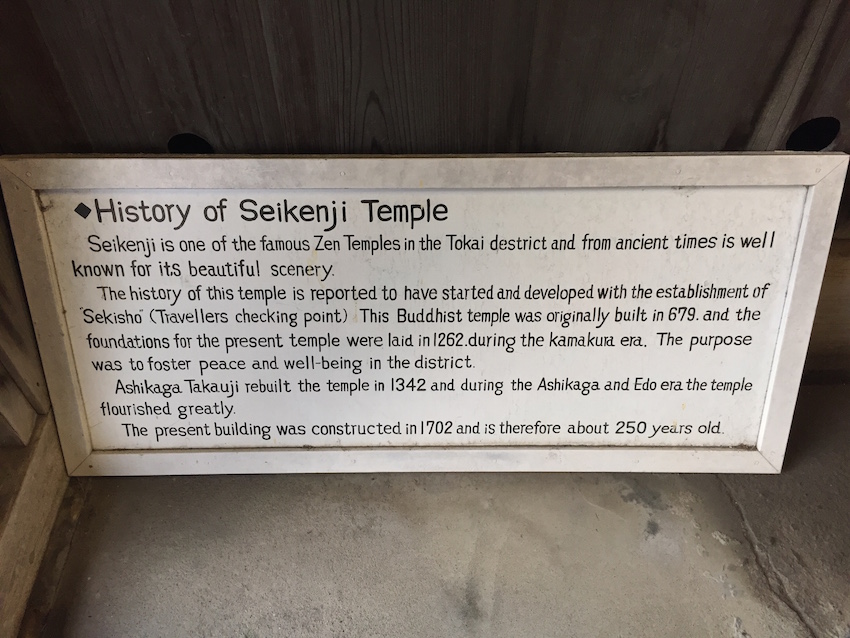 ◆History of Seikenji Temple
Seikenji is one of the famous Zen Temples in the Tokai destrict and from ancient times is well
known for its beautiful scenery.
The history of this temple is reported to have started and developed with the establishment of
"Sekisho" (Travellers checking point) This Buddhist temple was originally built in 679. and the
foundations for the present temple were laid in 1262.during the kamakura era. The purpose
was to foster peace and well-being in the district.
Ashikaga Takauji rebuilt the temple in 1342 and during the Ashikaga and Edo era the temple
flourished greatly.
The present building was constructed in 1702 and is therefore about 250 years old.